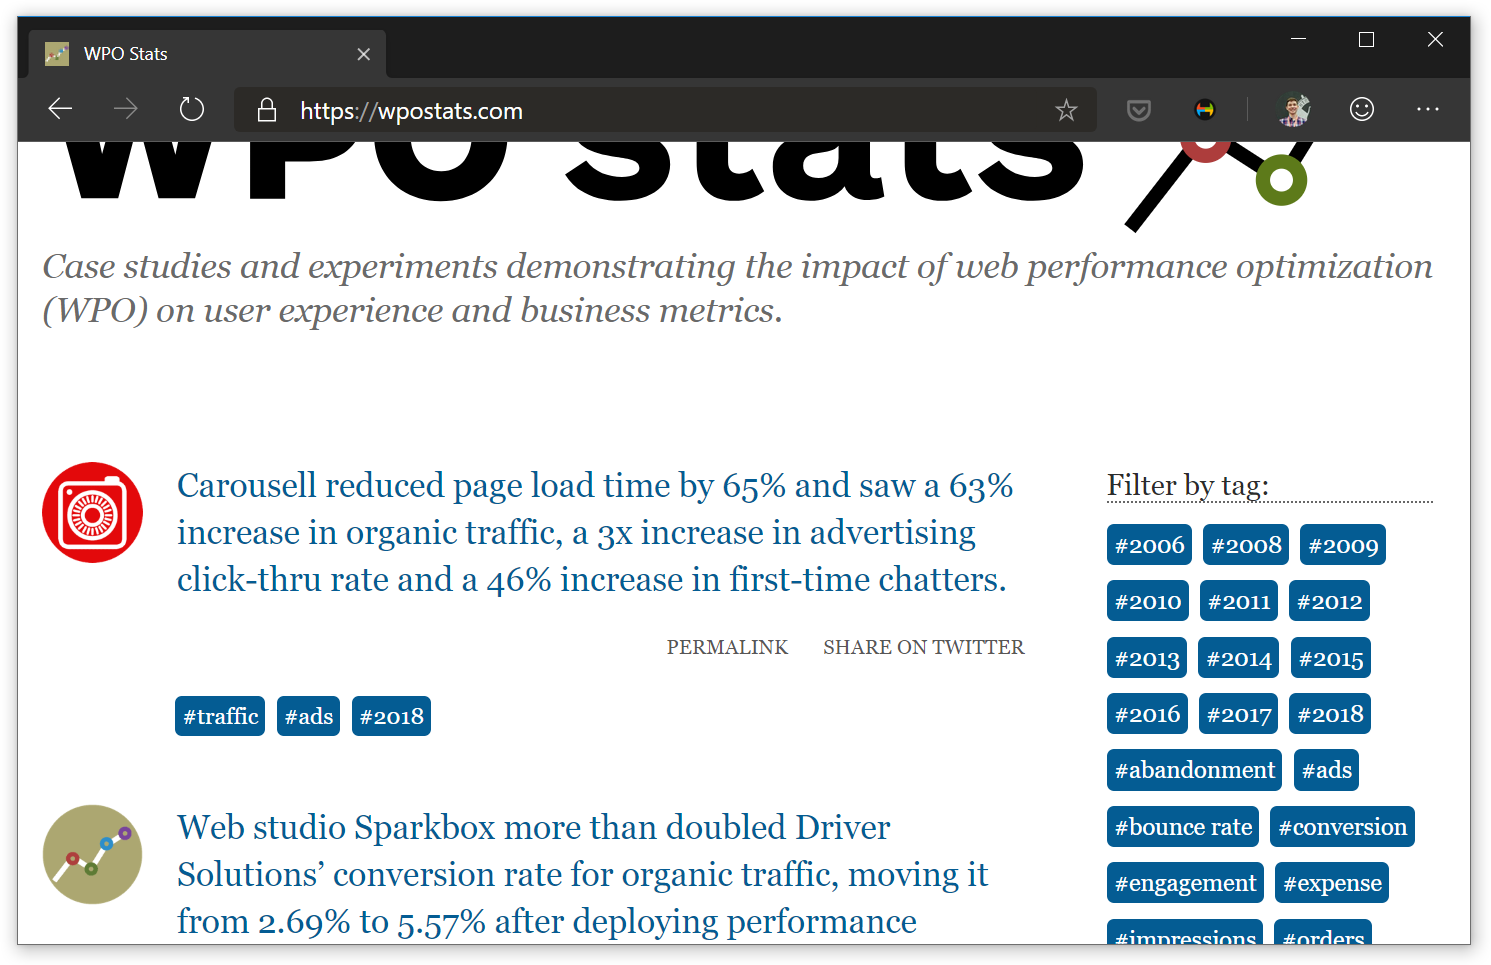 WPO Stats
https://wpostats.com
WPO stats
Case studies and experiments demonstrating the impact of web performance optimization
(WPO) on user experience and business metrics.
Carousell reduced page load time by 65% and saw a 63%
increase in organic traffic, a 3x increase in advertising
click-thru rate and a 46% increase in first-time chatters.
PERMALINK SHARE ON TWITTER
#traffic #ads #2018
Web studio Sparkbox more than doubled Driver
Solutions’ conversion rate for organic traffic, moving it
from 2.69% to 5.57% after deploying performance
Filter by tag:
#2006 #2008 #2009
#2010 #2011 #2012
#2013 #2014 #2015
#2016 #2017 #2018
#abandonment #ads
#bounce rate #conversion
#engagement #expense
#impressions #orders